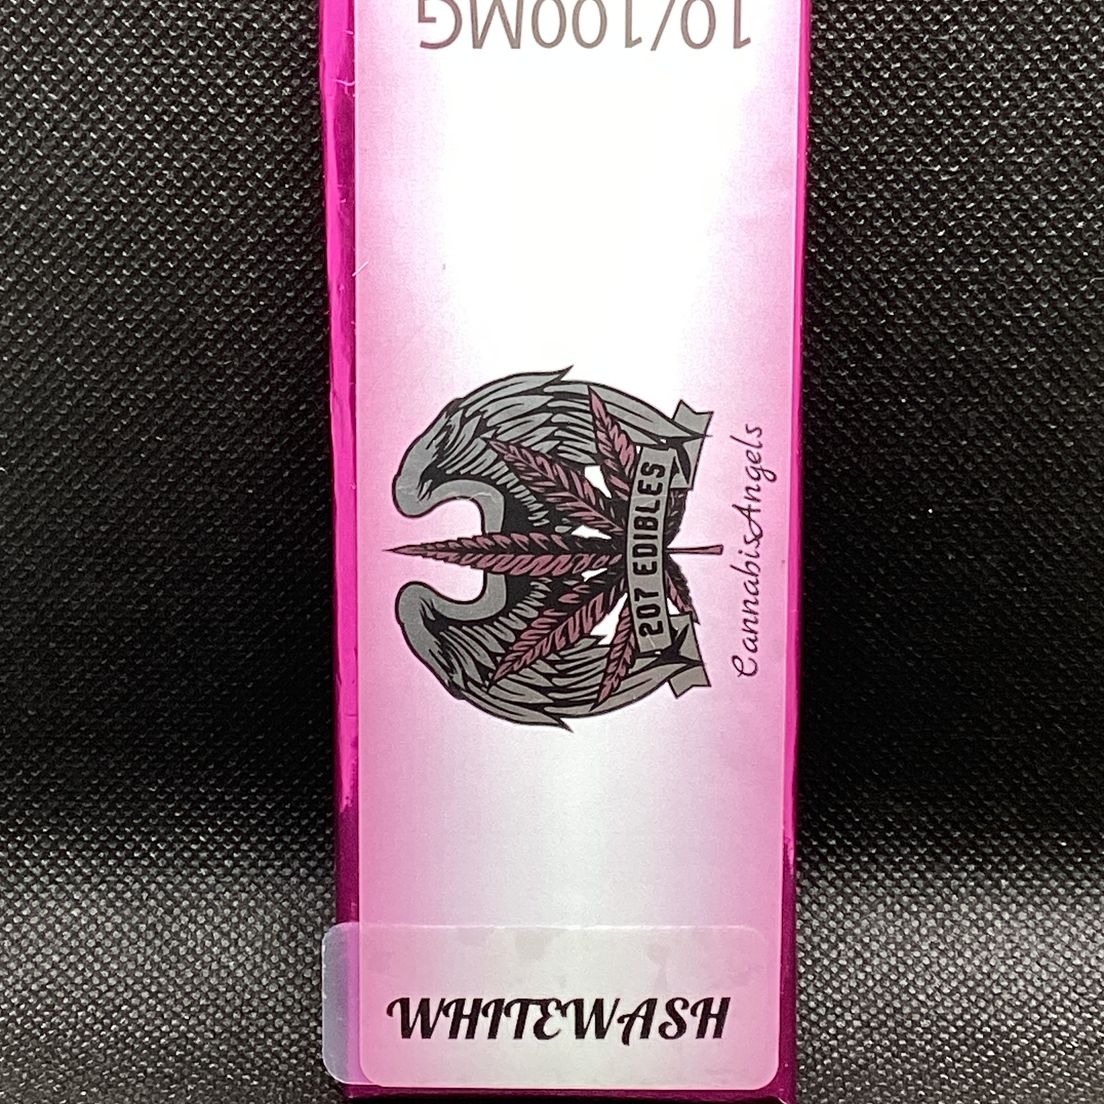 10/100MG
207 EDIBLES
CannabisAngels
WHITEWASH